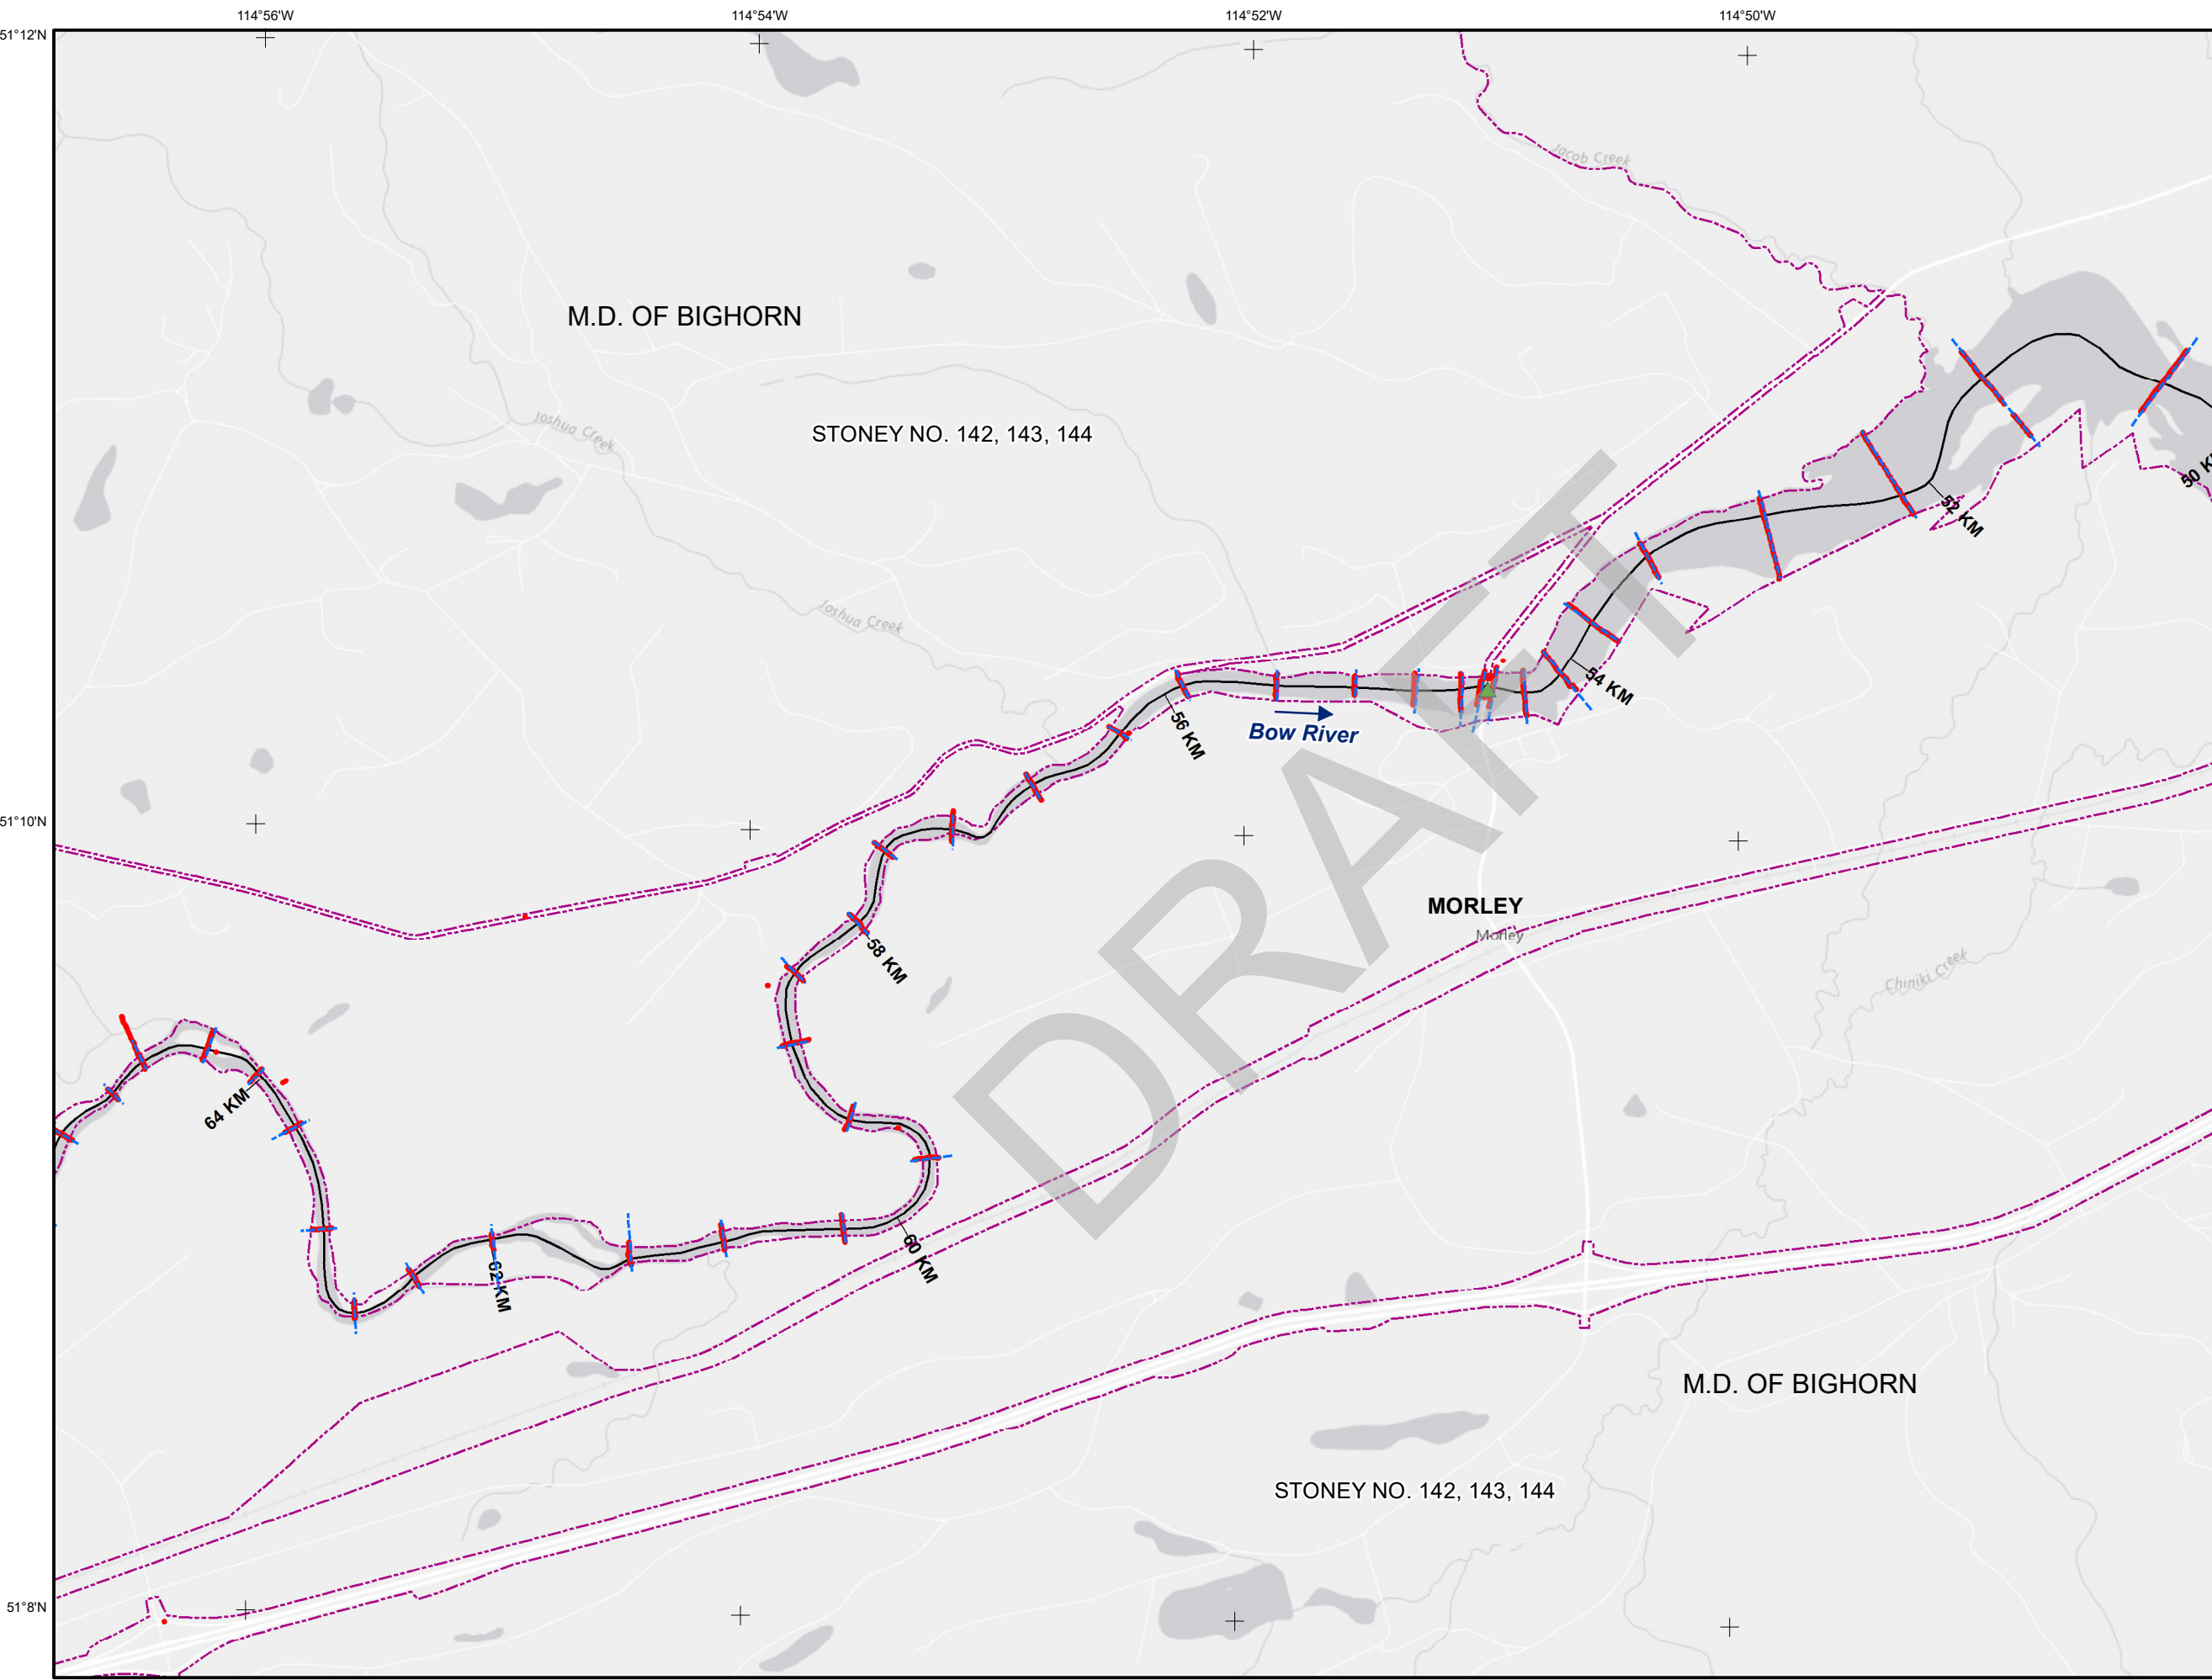 114°56'W
114°54'W
114°52'W
114°50'W
51°12'N
Jacob Creek
M.D. OF BIGHORN
Joshua Creek
STONEY NO. 142, 143, 144
52 KM
Joshua Creek
54 KM
56 KM
Bow River
51°10'N
DRAFT
MORLEY
Morley
58 KM
Chiniki Creek
64 KM
60 KM
62 KM
M.D. OF BIGHORN
STONEY NO. 142, 143, 144
51°8'N